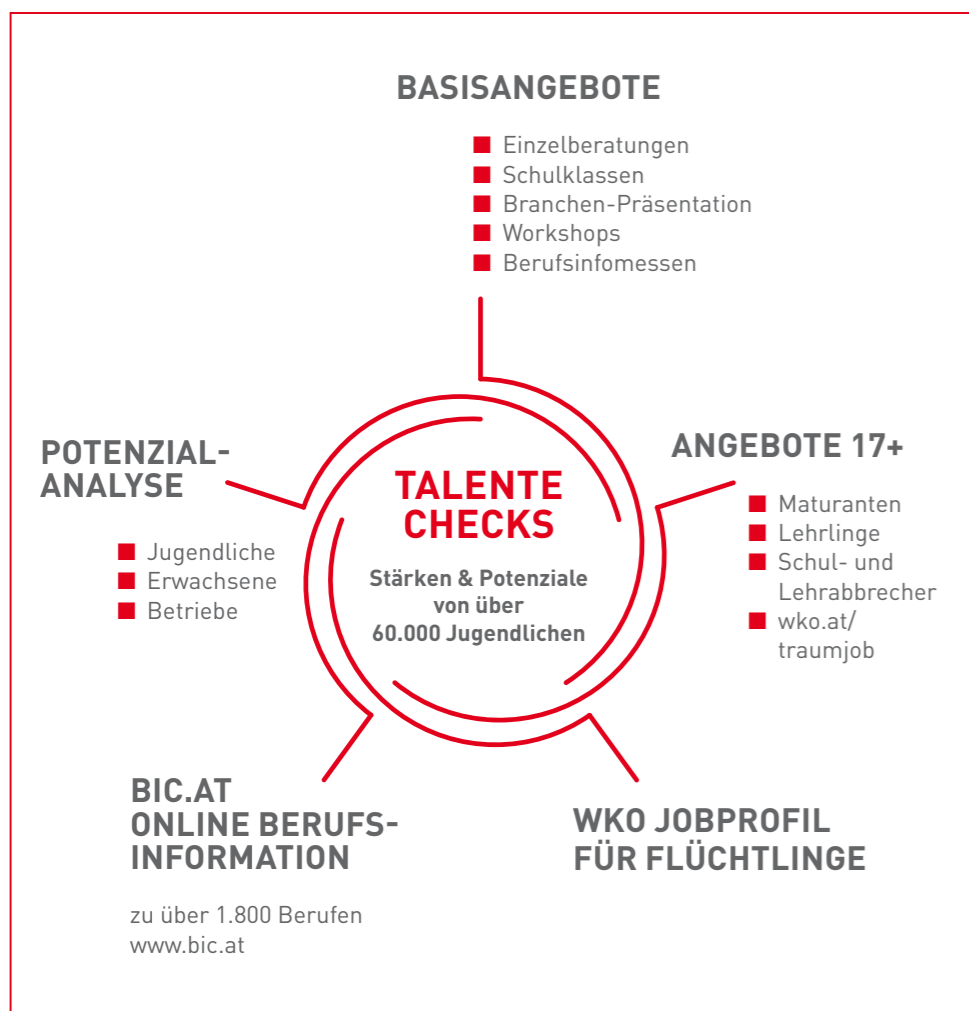 BASISANGEBOTE
Einzelberatungen
Schulklassen
Branchen-Präsentation
Workshops
Berufsinfomessen
POTENZIAL-
ANALYSE
Jugendliche
Erwachsene
Betriebe
TALENTE
CHECKS
Stärken & Potenziale
von über
60.000 Jugendlichen
ANGEBOTE 17+
Maturanten
Lehrlinge
Schul- und
Lehrabbrecher
wko.at/
traumjob
BIC.AT
ONLINE BERUFS-
INFORMATION
zu über 1.800 Berufen
www.bic.at
WKO JOBPROFIL
FÜR FLÜCHTLINGE